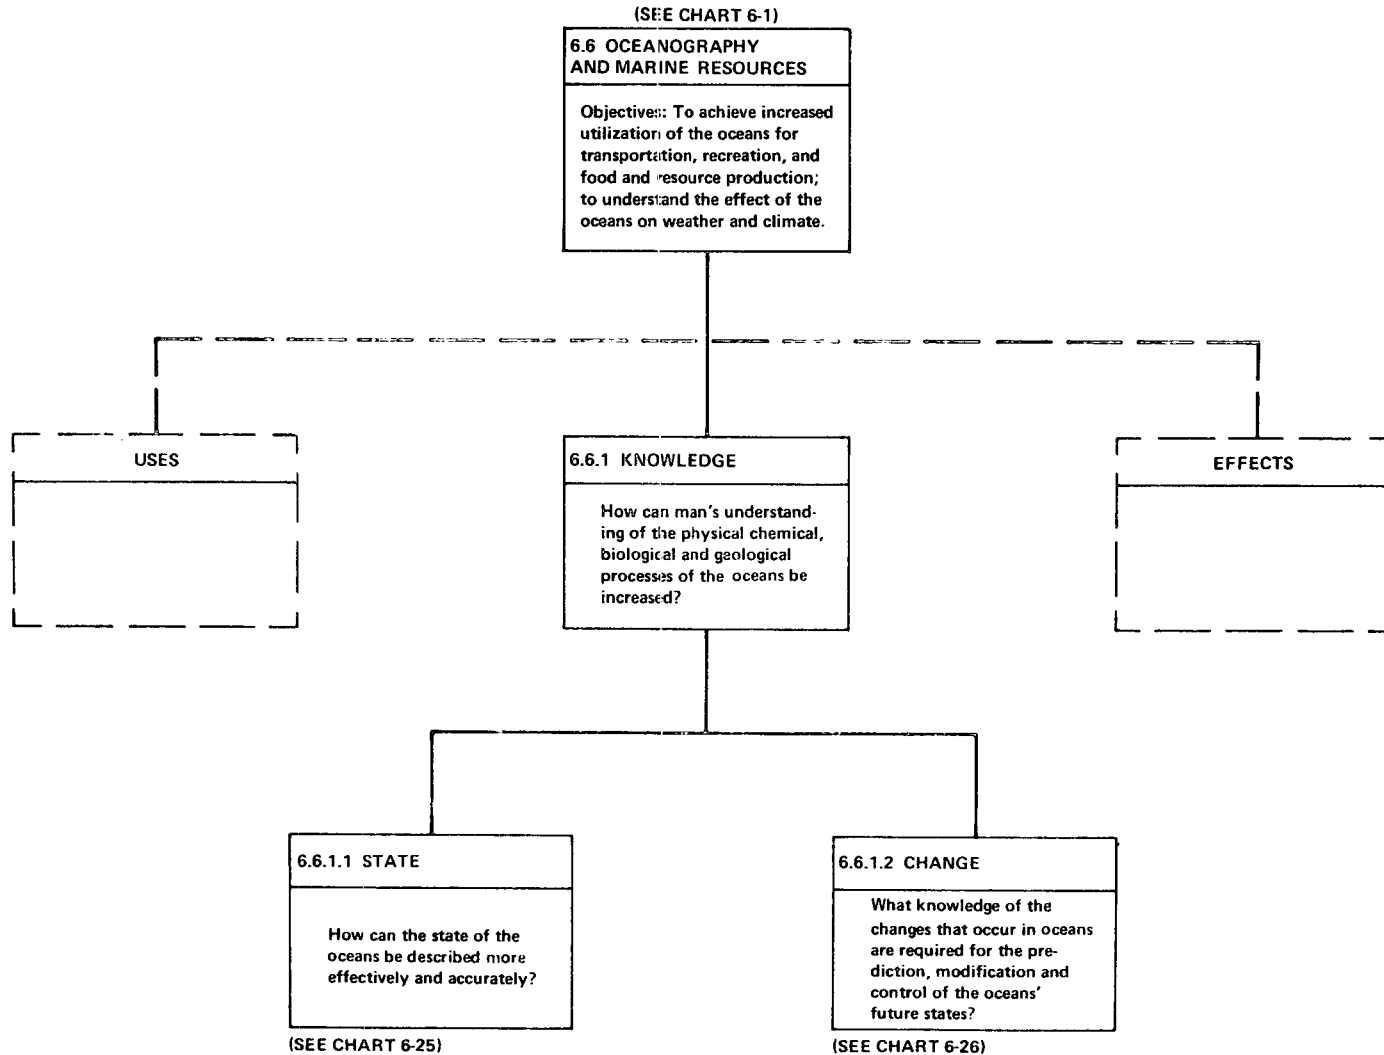 (SEE CHART 6-1)
6.6 OCEANOGRAPHY
AND MARINE RESOURCES
Objectives: To achieve increased
utilization of the oceans for
transportation, recreation, and
food and resource production;
to understand the effect of the
oceans on weather and climate.
USES
6.6.1 KNOWLEDGE
How can man's understand-
ing of the physical chemical,
biological and geological
processes of the oceans be
increased?
EFFECTS
6.6.1.1 STATE
How can the state of the
oceans be described more
effectively and accurately?
(SEE CHART 6-25)
6.6.1.2 CHANGE
What knowledge of the
changes that occur in oceans
are required for the pre-
diction, modification and
control of the oceans'
future states?
(SEE CHART 6-26)